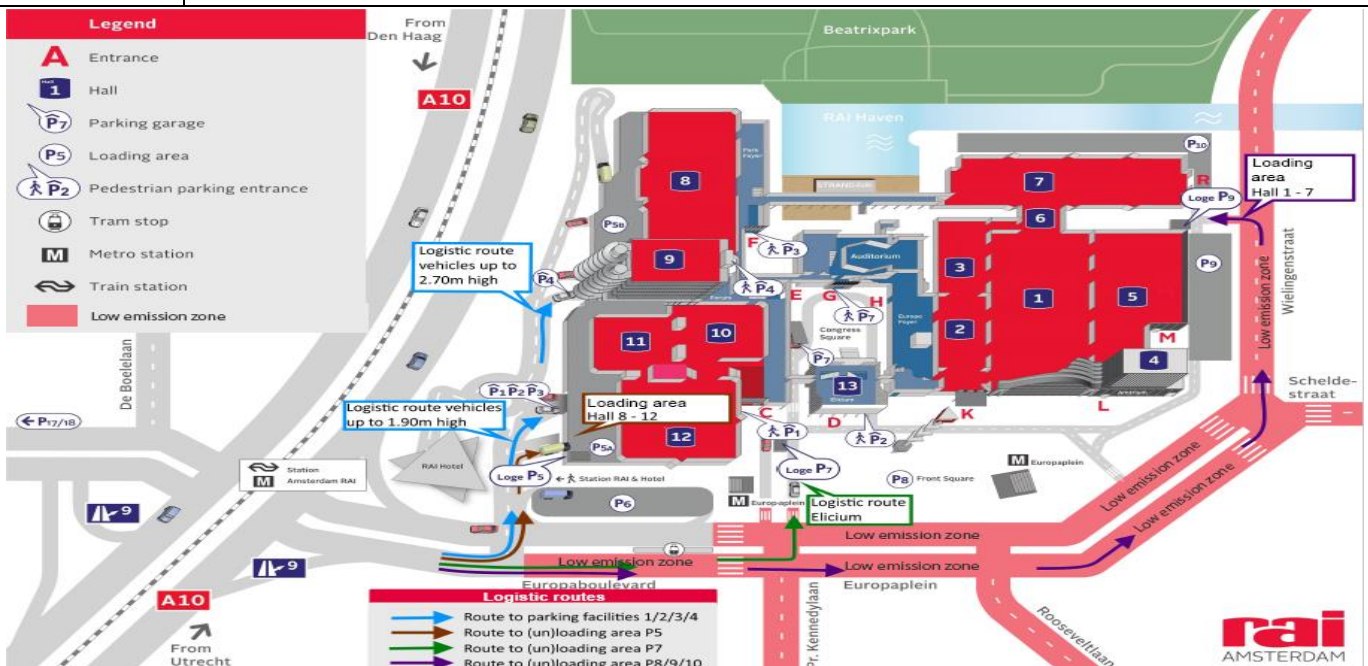 Legend
A Entrance
Hall 1 Hall
P7 Parking garage
P5 Loading area
P2 Pedestrian parking entrance
Tram stop
M Metro station
Train station
Low emission zone
From
Den Haag
A10
Beatrixpark
RAI Haven
STRANDZUID
Park
Foyer
P10
Loading
area
Hall 1 - 7
R
Loge P9
8
7
6
P5B
F
P3
Logistic route
vehicles up to
2.70m high
9
P4
P4
Auditorium
3
1
5
P9
Low emission zone
Wielingenstraat
E
G
H
P7
Congress
Square
Foyer
2
M
4
11
10
P7
13
De Boelelaan
P1 P2 P3
Logistic route vehicles
up to 1.90m high
Loading area
Hall 8 - 12
C
D
K
L
Schelde-
straat
P17/18
P1
P2
12
P5A
Station
M Amsterdam RAI
RAI Hotel
Loge P5
Station RAI & Hotel
Loge P7
M Europaplein
P8 Front Square
9
P6
M
Europaplein
Logistic route
Elicium
Low emission zone
Low emission zone
Low emission zone
9
Low emission zone
Low emission zone
Europaboulevard
Europaplein
A10
From
Utrecht
Logistic routes
Route to parking facilities 1/2/3/4
Route to (un)loading area P5
Route to (un)loading area P7
Route to (un)loading area P8/9/10
Pr. Kennedylaan
Rooseveltlaan
rai
AMSTERDAM